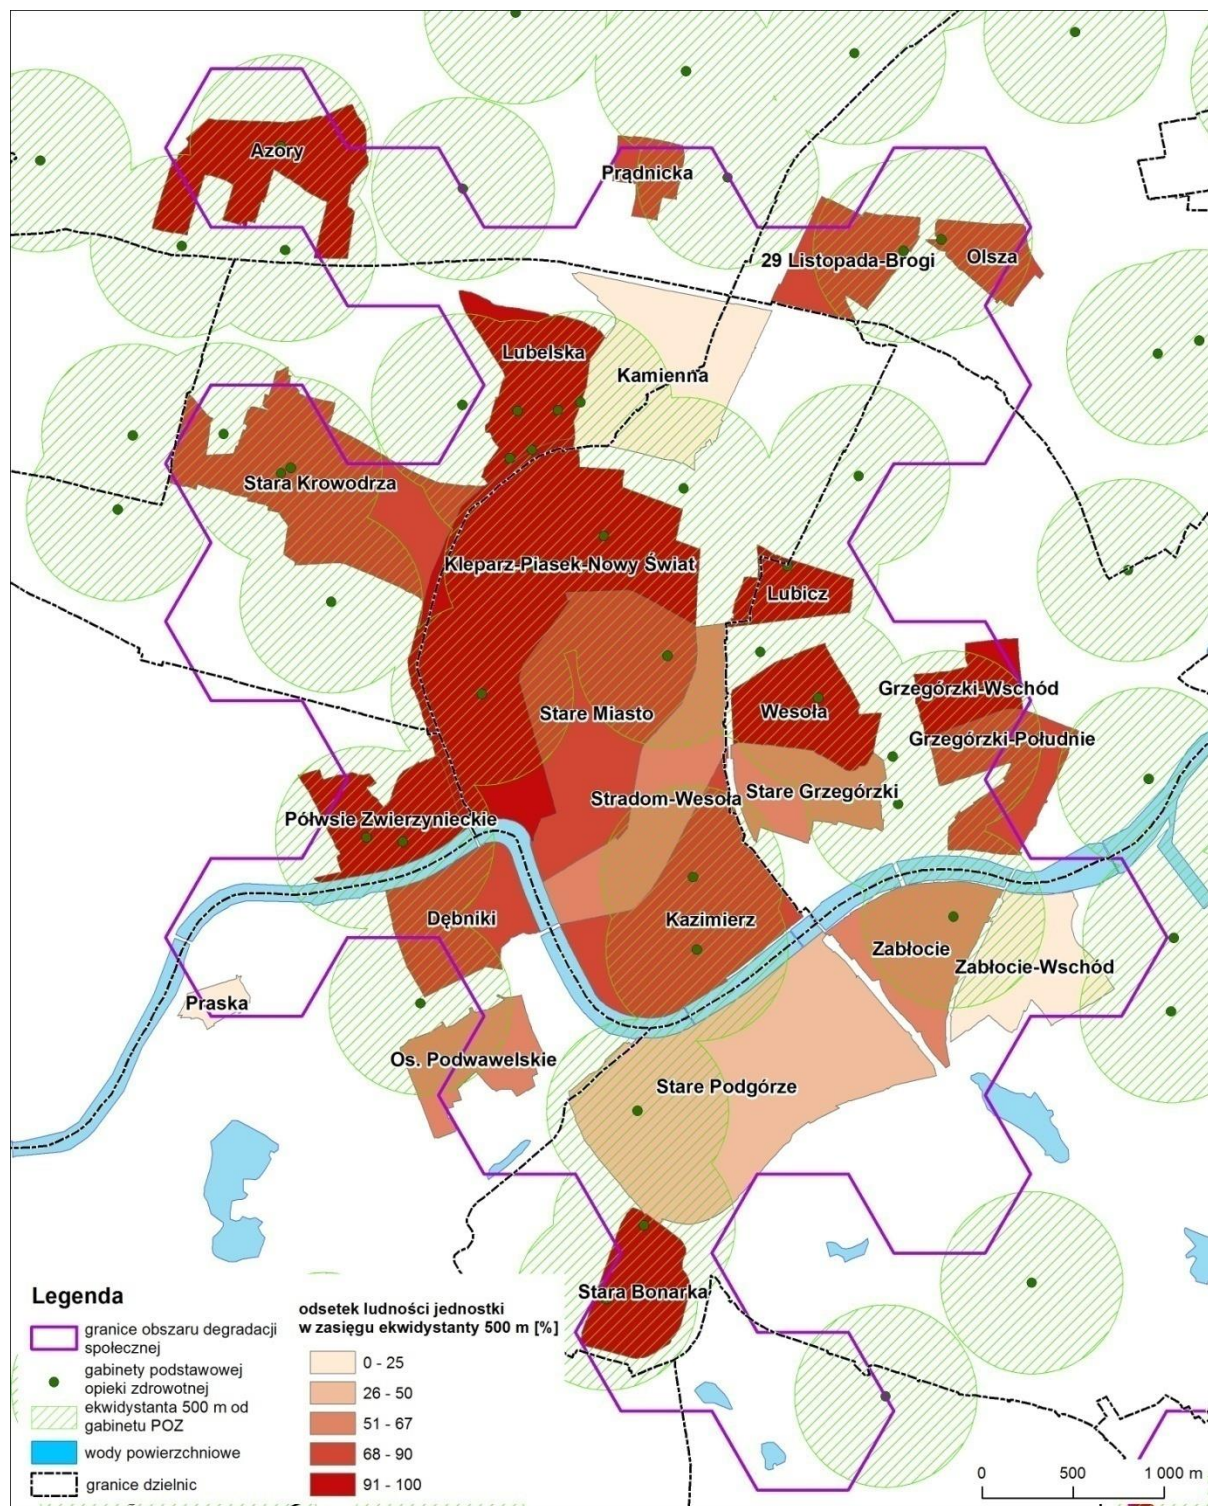 Azory
Prądnicka
29 Listopada-Brogi
Olsza
Lubelska
Kamienna
Stara Krowodrza
Kleparz-Piasek-Nowy Świat
Lubicz
Grzegórzki-Wschód
Stare Miasto
Wesoła
Grzegórzki-Południe
Stradom-Wesoła
Stare Grzegórzki
Półwsie Zwierzynieckie
Dębniki
Kazimierz
Zabłocie
Zabłocie-Wschód
Praska
Os. Podwawelskie
Stare Podgórze
Stara Bonarka
Legenda
granice obszaru degradacji
społecznej
gabinety podstawowej
opieki zdrowotnej
ekwidystanta 500 m od
gabinetu POZ
wody powierzchniowe
granice dzielnic
odsetek ludności jednostki
w zasięgu ekwidystanty 500 m [%]
0 - 25
26 - 50
51 - 67
68 - 90
91 - 100
0 500 1 000 m